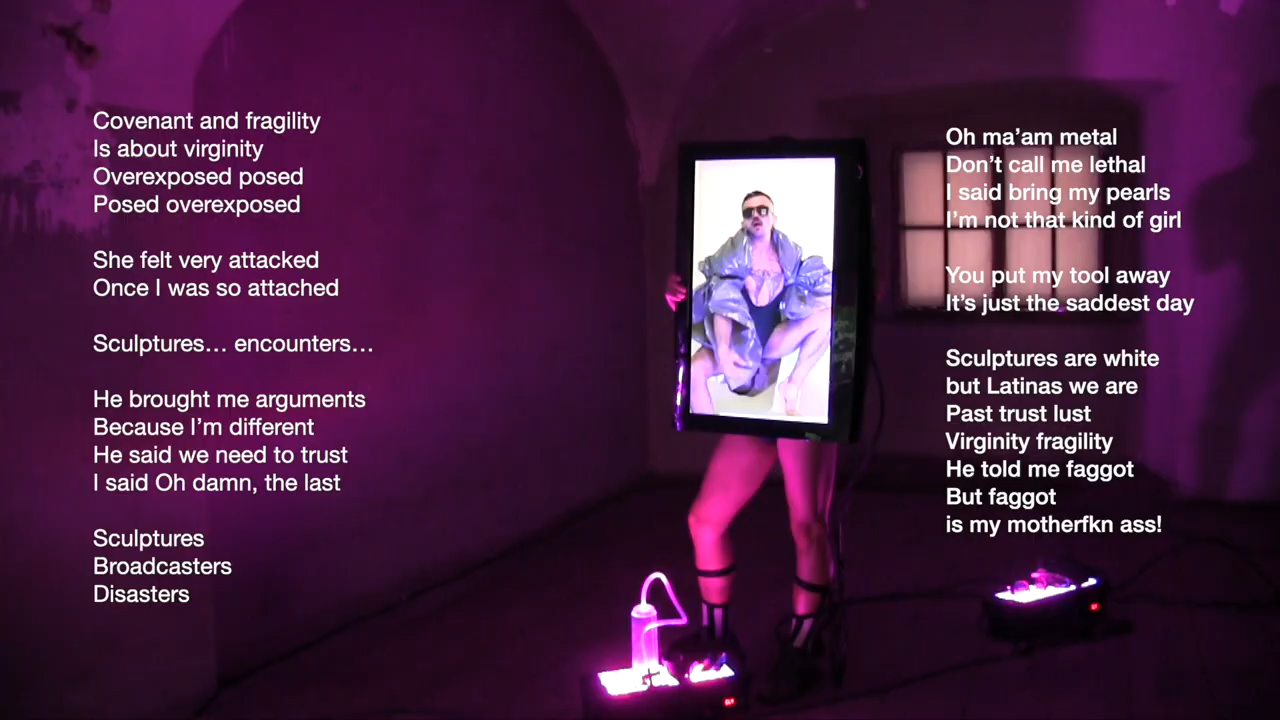 Covenant and fragility
Is about virginity
Overexposed posed
Posed overexposed
She felt very attacked
Once I was so attached
Sculptures… encounters…
He brought me arguments
Because I’m different
He said we need to trust
I said Oh damn, the last
Sculptures
Broadcasters
Disasters
Oh ma’am metal
Don’t call me lethal
I said bring my pearls
I’m not that kind of girl
You put my tool away
It’s just the saddest day
Sculptures are white
but Latinas we are
Past trust lust
Virginity fragility
He told me faggot
But faggot
is my motherfkn ass!